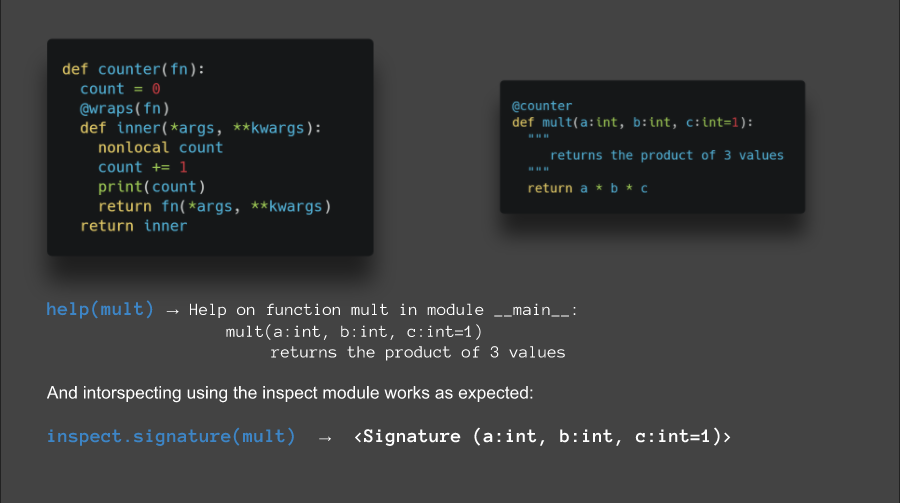 def counter(fn):
  count = 0
  @wraps(fn)
  def inner(*args, **kwargs):
    nonlocal count
    count += 1
    print(count)
    return fn(*args, **kwargs)
  return inner
@counter
def mult(a:int, b:int, c:int=1):
  """
     returns the product of 3 values
  """
  return a * b * c
help(mult) → Help on function mult in module __main__:
mult(a:int, b:int, c:int=1)
returns the product of 3 values
And intorspecting using the inspect module works as expected:
inspect.signature(mult) → <Signature (a:int, b:int, c:int=1)>